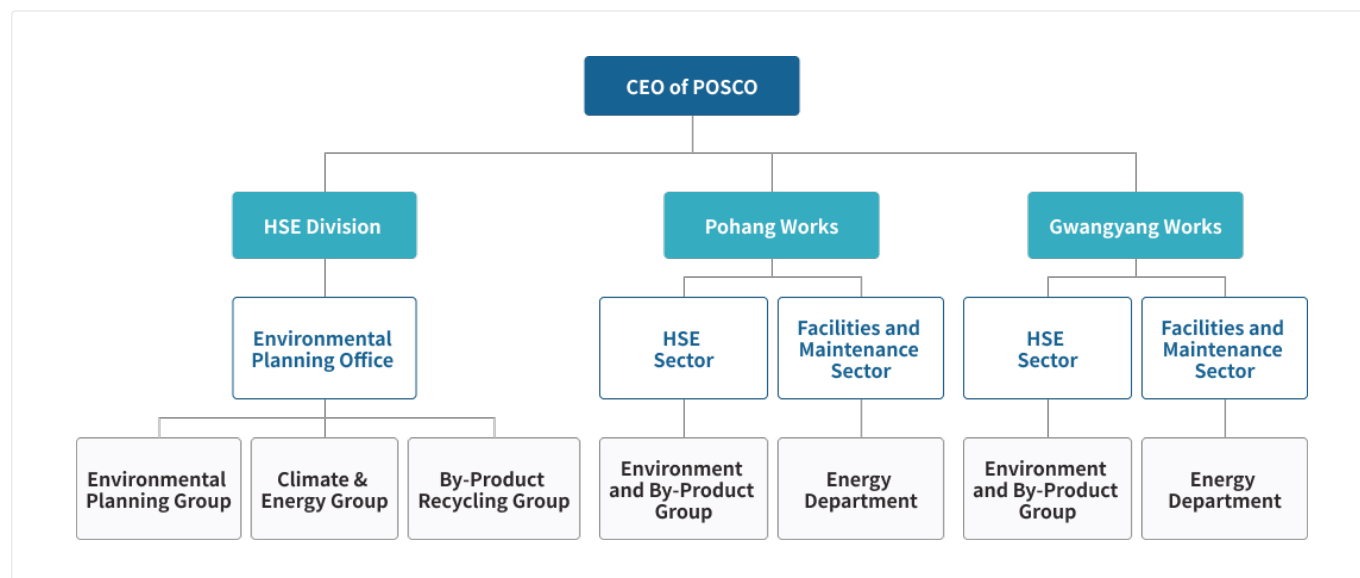 CEO of POSCO
HSE Division
Pohang Works
Gwangyang Works
Environmental
Planning Office
HSE
Sector
Facilities and
Maintenance
Sector
HSE
Sector
Facilities and
Maintenance
Sector
Environmental
Planning Group
Climate &
Energy Group
By-Product
Recycling Group
Environment
and By-Product
Group
Energy
Department
Environment
and By-Product
Group
Energy
Department